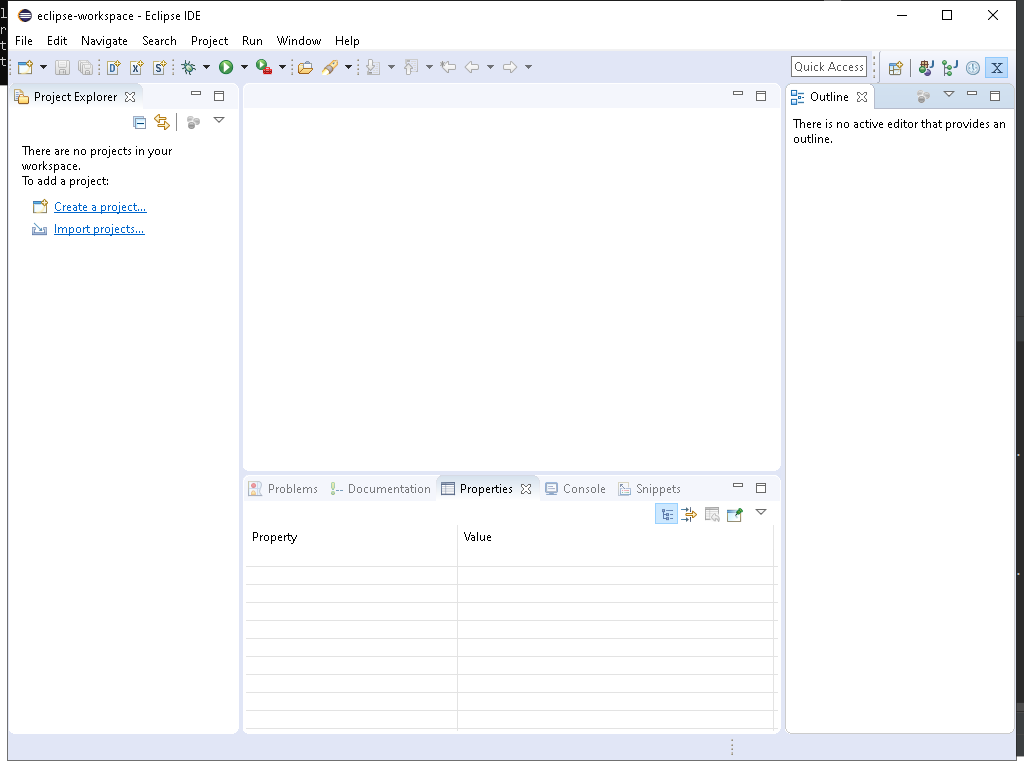 eclipse-workspace - Eclipse IDE
File Edit Navigate Search Project Run Window Help
Quick Access
Project Explorer
There are no projects in your
workspace.
To add a project:
Create a project...
Import projects...
Outline
There is no active editor that provides an
outline.
Problems Documentation Properties Console Snippets
Property Value